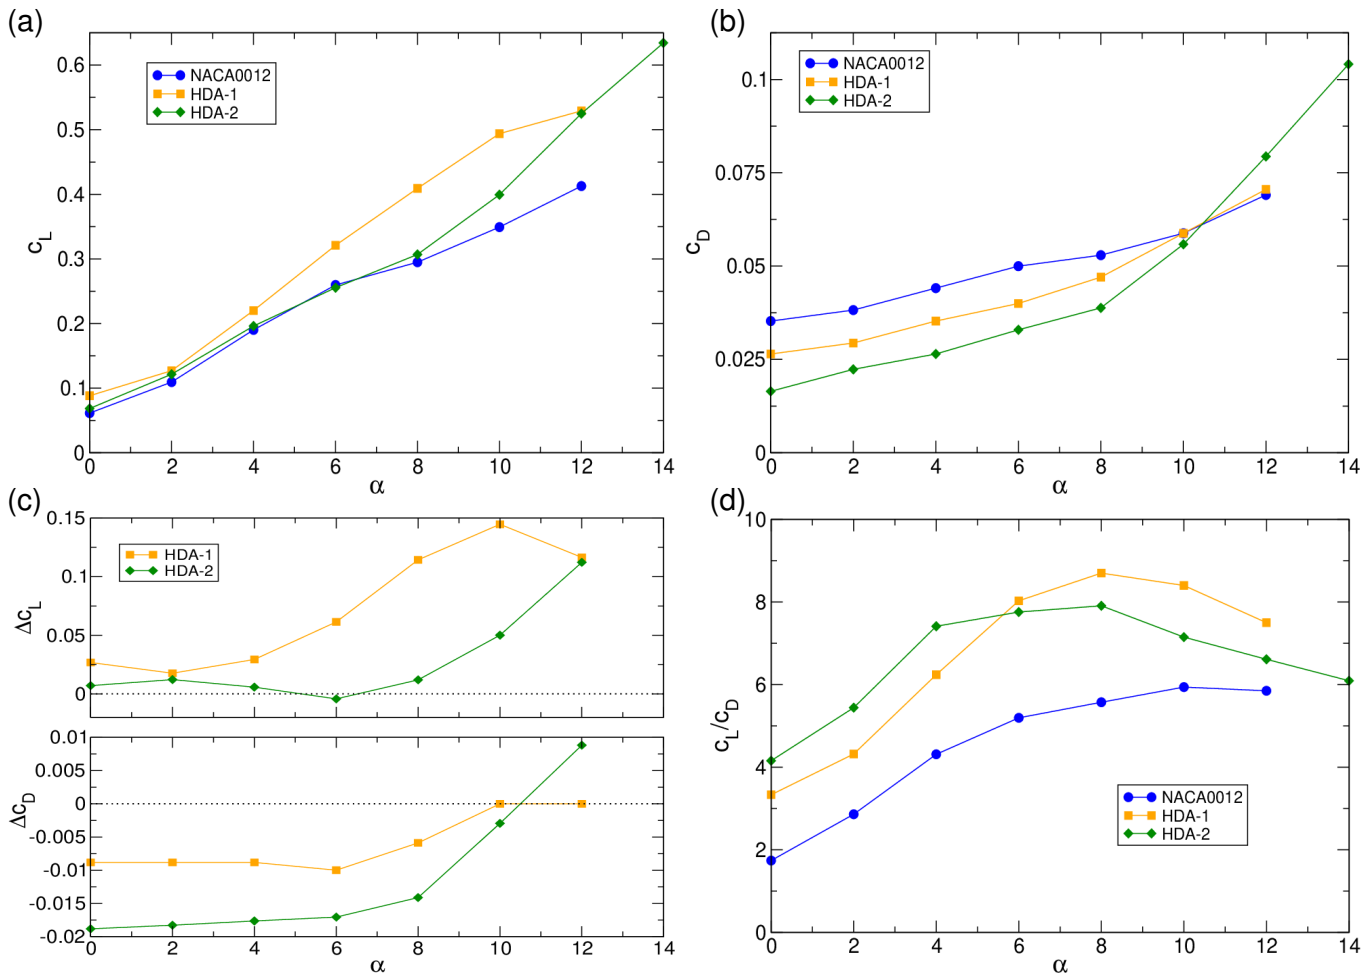 (a)
0.6
0.5
0.4
0.3
0.2
0.1
0
c_L
NACA0012
HDA-1
HDA-2
0 2 4 6 8 10 12 14
α
(b)
0.1
0.075
0.05
0.025
0
c_D
NACA0012
HDA-1
HDA-2
0 2 4 6 8 10 12 14
α
(c)
0.15
0.1
0.05
0
Δc_L
HDA-1
HDA-2
0.01
0.005
0
-0.005
-0.01
-0.015
-0.02
Δc_D
0 2 4 6 8 10 12 14
α
(d)
10
8
6
4
2
0
c_L/c_D
NACA0012
HDA-1
HDA-2
0 2 4 6 8 10 12 14
α